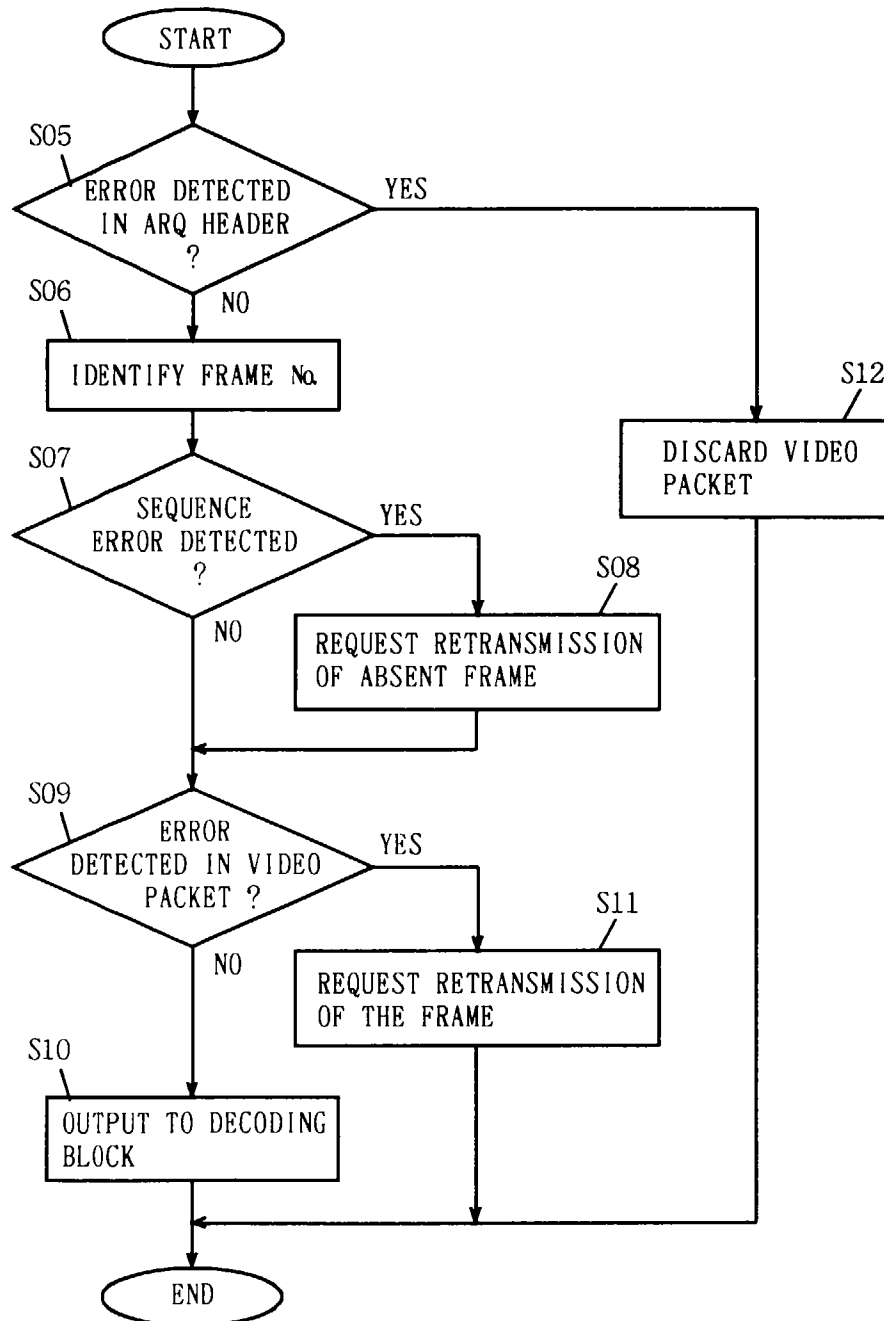 START
S05
ERROR DETECTED
IN ARQ HEADER
?
YES
NO
S06
IDENTIFY FRAME No.
S12
DISCARD VIDEO
PACKET
S07
SEQUENCE
ERROR DETECTED
?
YES
NO
S08
REQUEST RETRANSMISSION
OF ABSENT FRAME
S09
ERROR
DETECTED IN VIDEO
PACKET ?
YES
NO
S11
REQUEST RETRANSMISSION
OF THE FRAME
S10
OUTPUT TO DECODING
BLOCK
END